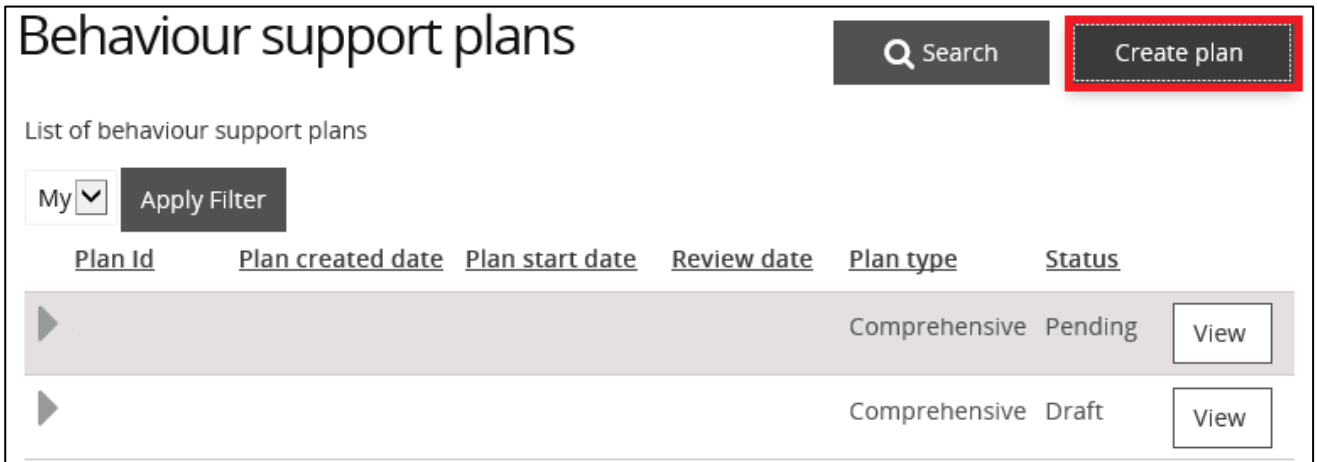 Behaviour support plans
Search
Create plan
List of behaviour support plans
My
Apply Filter
Plan Id Plan created date Plan start date Review date Plan type Status
Comprehensive Pending View
Comprehensive Draft View